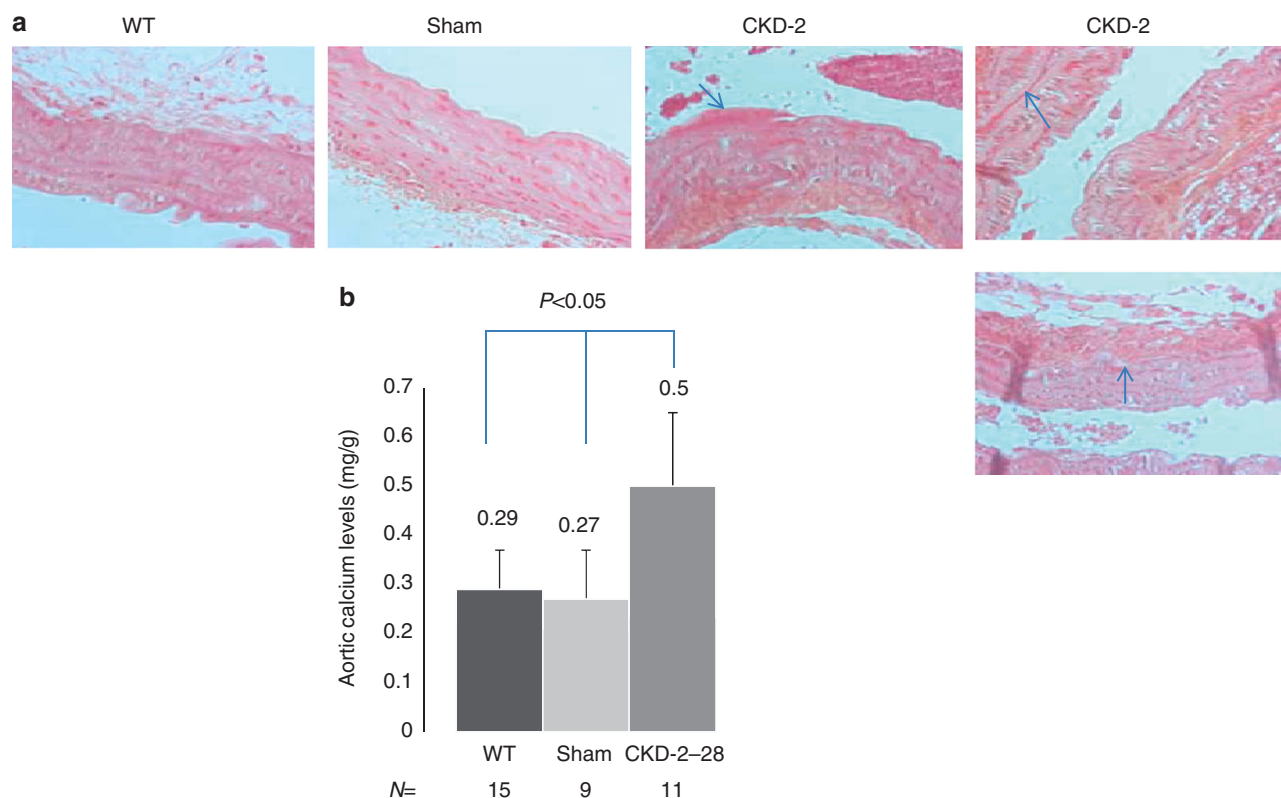 a
WT
Sham
CKD-2
CKD-2
b
P<0.05
Aortic calcium levels (mg/g)
0.7
0.6
0.5
0.4
0.3
0.2
0.1
0
0.29
0.27
0.5
WT Sham CKD-2–28
N= 15 9 11